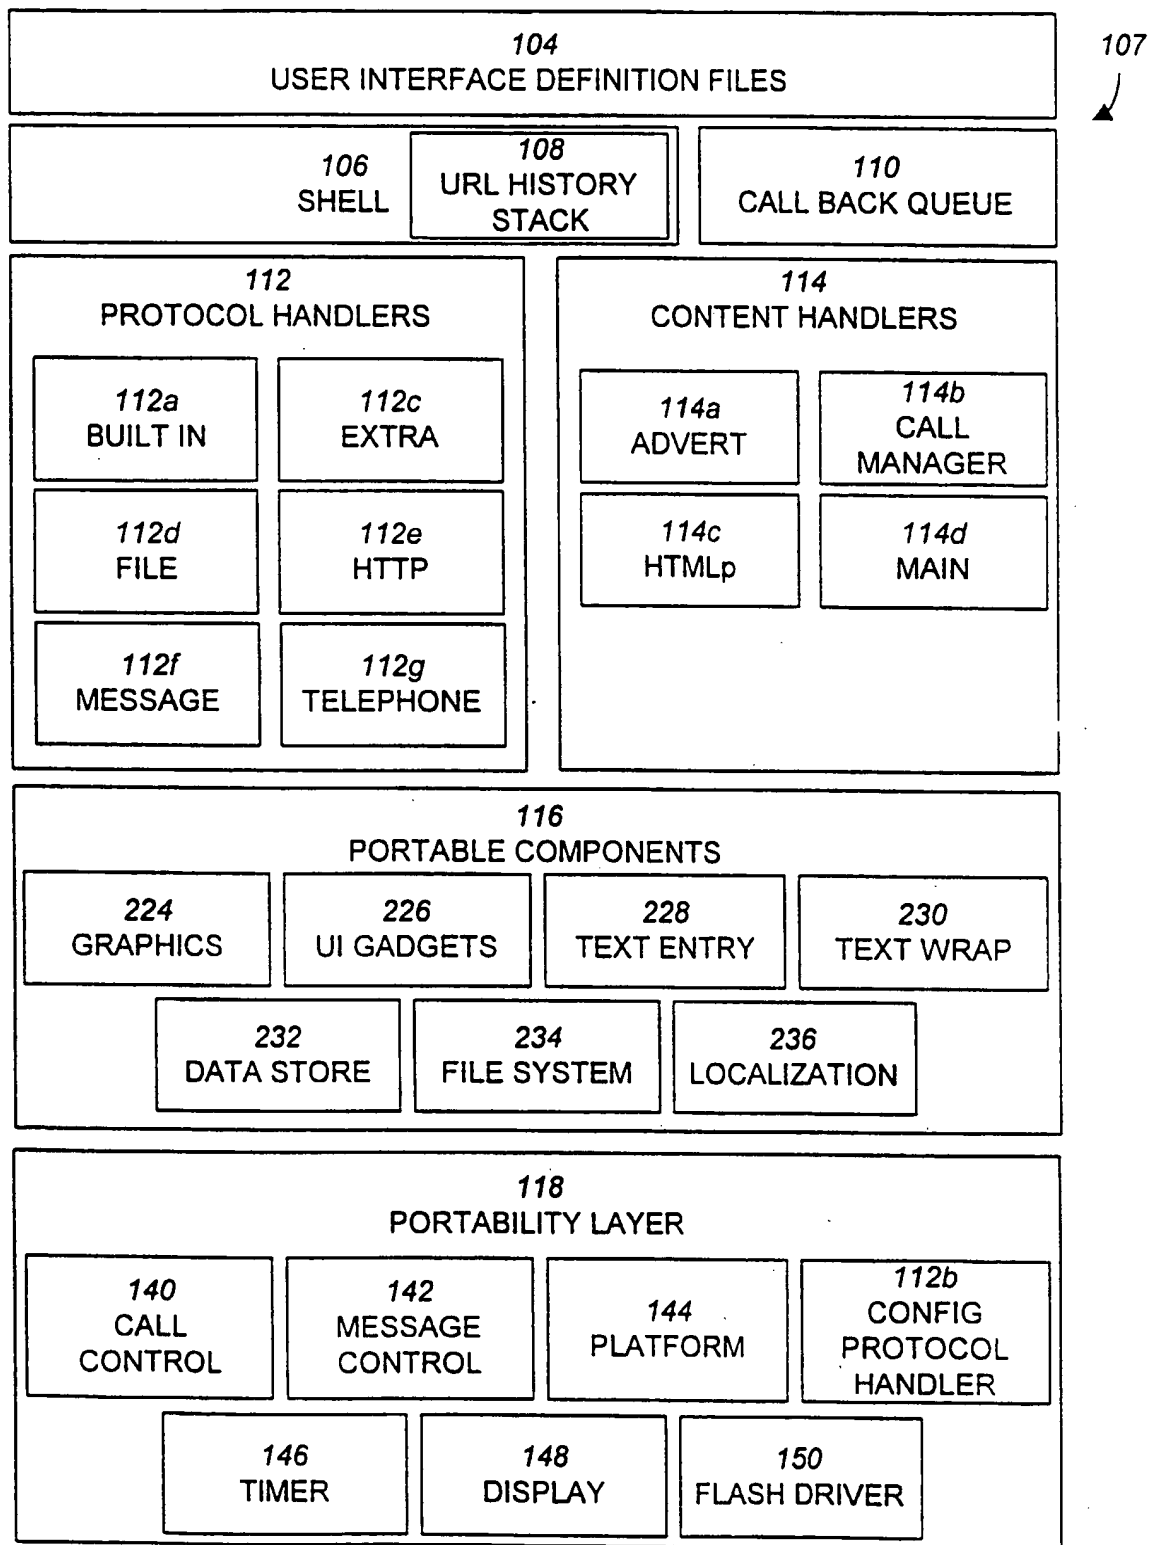 104
USER INTERFACE DEFINITION FILES
107
106
SHELL
108
URL HISTORY
STACK
110
CALL BACK QUEUE
112
PROTOCOL HANDLERS
112a
BUILT IN
112c
EXTRA
112d
FILE
112e
HTTP
112f
MESSAGE
112g
TELEPHONE
114
CONTENT HANDLERS
114a
ADVERT
114b
CALL
MANAGER
114c
HTMLp
114d
MAIN
116
PORTABLE COMPONENTS
224
GRAPHICS
226
UI GADGETS
228
TEXT ENTRY
230
TEXT WRAP
232
DATA STORE
234
FILE SYSTEM
236
LOCALIZATION
118
PORTABILITY LAYER
140
CALL
CONTROL
142
MESSAGE
CONTROL
144
PLATFORM
112b
CONFIG
PROTOCOL
HANDLER
146
TIMER
148
DISPLAY
150
FLASH DRIVER